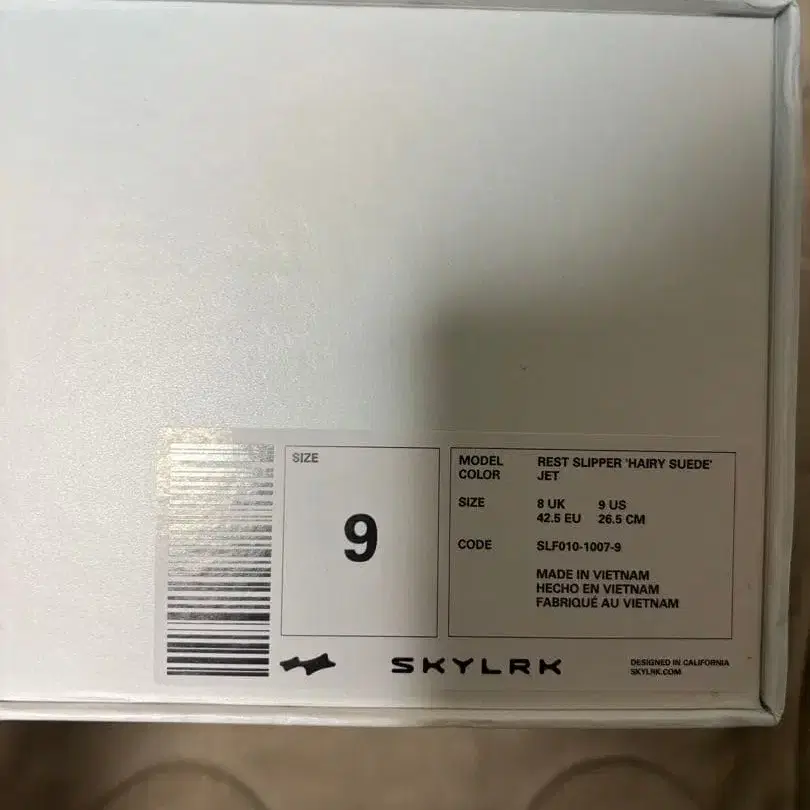 SIZE
9
MODEL REST SLIPPER 'HAIRY SUEDE'
COLOR JET
SIZE 8 UK 9 US
42.5 EU 26.5 CM
CODE SLF010-1007-9
MADE IN VIETNAM
HECHO EN VIETNAM
FABRIQUÉ AU VIETNAM
SKYLRK
DESIGNED IN CALIFORNIA
SKYLRK.COM